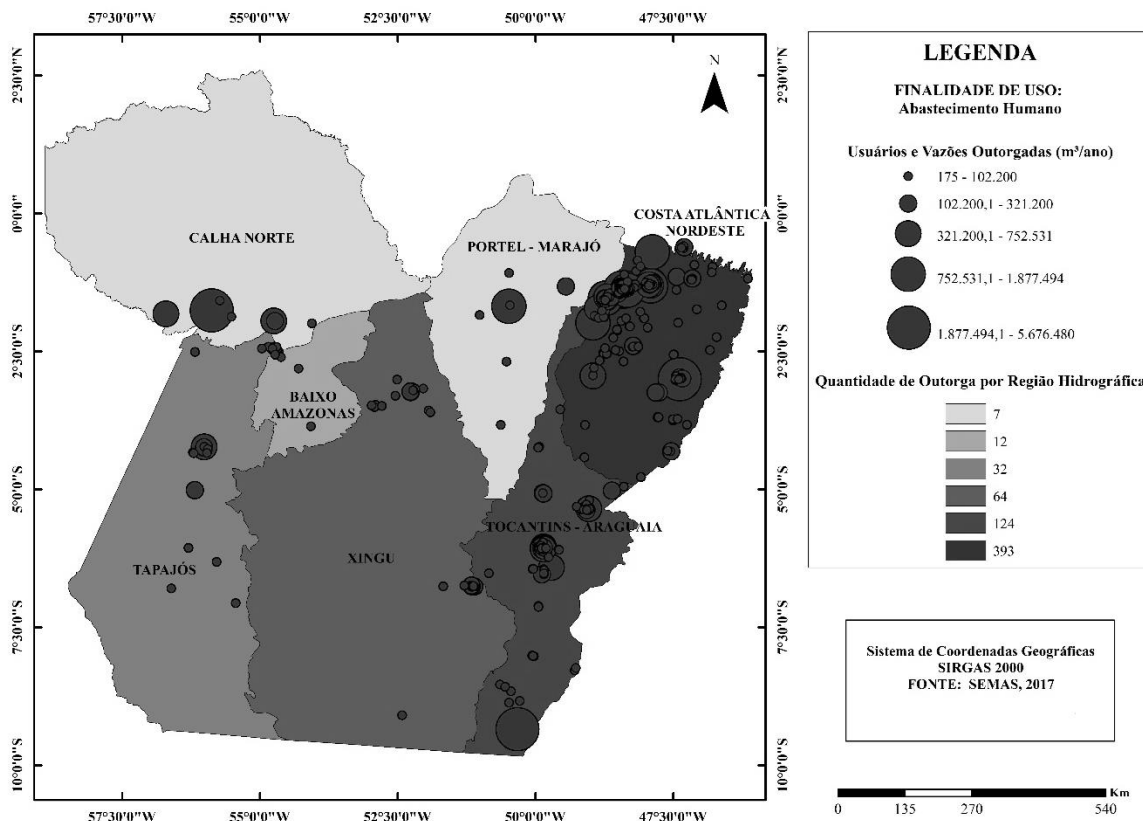 57°30'0"W 55°0'0"W 52°30'0"W 50°0'0"W 47°30'0"W
2°30'0"N
0°0'0"
2°30'0"S
5°0'0"S
7°30'0"S
10°0'0"S
N
CALHA NORTE
PORTEL - MARAJÓ
COSTA ATLÂNTICA
NORDESTE
BAIXO
AMAZONAS
TAPAJÓS
XINGU
TOCANTINS - ARAGUAIA
2°30'0"N
0°0'0"
2°30'0"S
5°0'0"S
7°30'0"S
10°0'0"S
57°30'0"W 55°0'0"W 52°30'0"W 50°0'0"W 47°30'0"W
LEGENDA
FINALIDADE DE USO:
Abastecimento Humano
Usuários e Vazões Outorgadas (m³/ano)
175 - 102.200
102.200,1 - 321.200
321.200,1 - 752.531
752.531,1 - 1.877.494
1.877.494,1 - 5.676.480
Quantidade de Outorga por Região Hidrográfica
7
12
32
64
124
393
Sistema de Coordenadas Geográficas
SIRGAS 2000
FONTE: SEMAS, 2017
Km
0 135 270 540